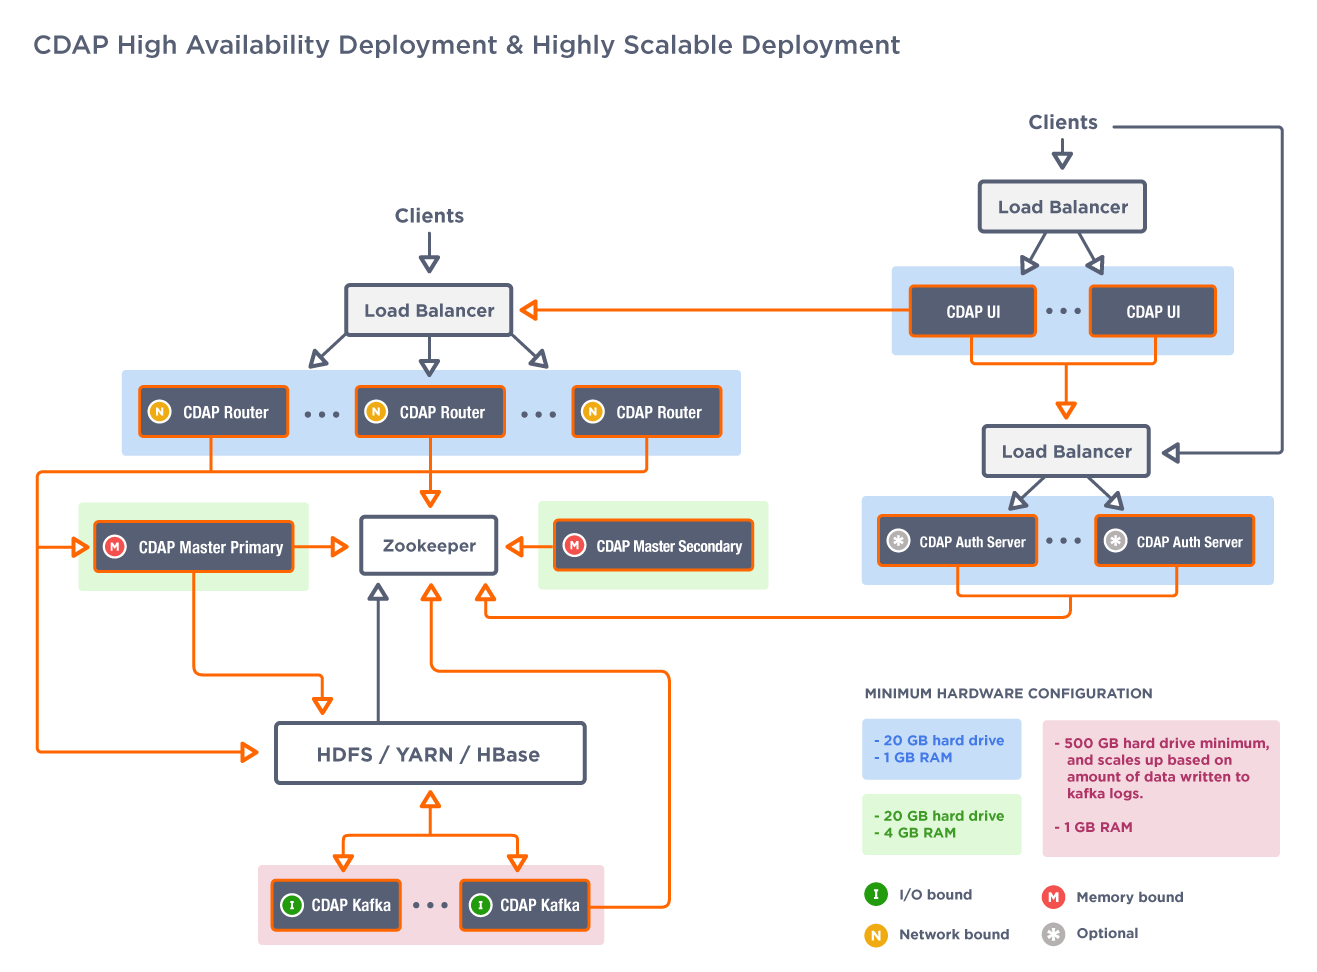 CDAP High Availability Deployment & Highly Scalable Deployment
Clients
Load Balancer
Clients
Load Balancer
CDAP UI
• • •
CDAP UI
N CDAP Router
• • •
N CDAP Router
• • •
N CDAP Router
Load Balancer
M CDAP Master Primary
Zookeeper
M CDAP Master Secondary
* CDAP Auth Server
• • •
* CDAP Auth Server
HDFS / YARN / HBase
I CDAP Kafka
• • •
I CDAP Kafka
MINIMUM HARDWARE CONFIGURATION
- 20 GB hard drive
- 1 GB RAM
- 20 GB hard drive
- 4 GB RAM
- 500 GB hard drive minimum,
and scales up based on
amount of data written to
kafka logs.
- 1 GB RAM
I I/O bound
M Memory bound
N Network bound
* Optional